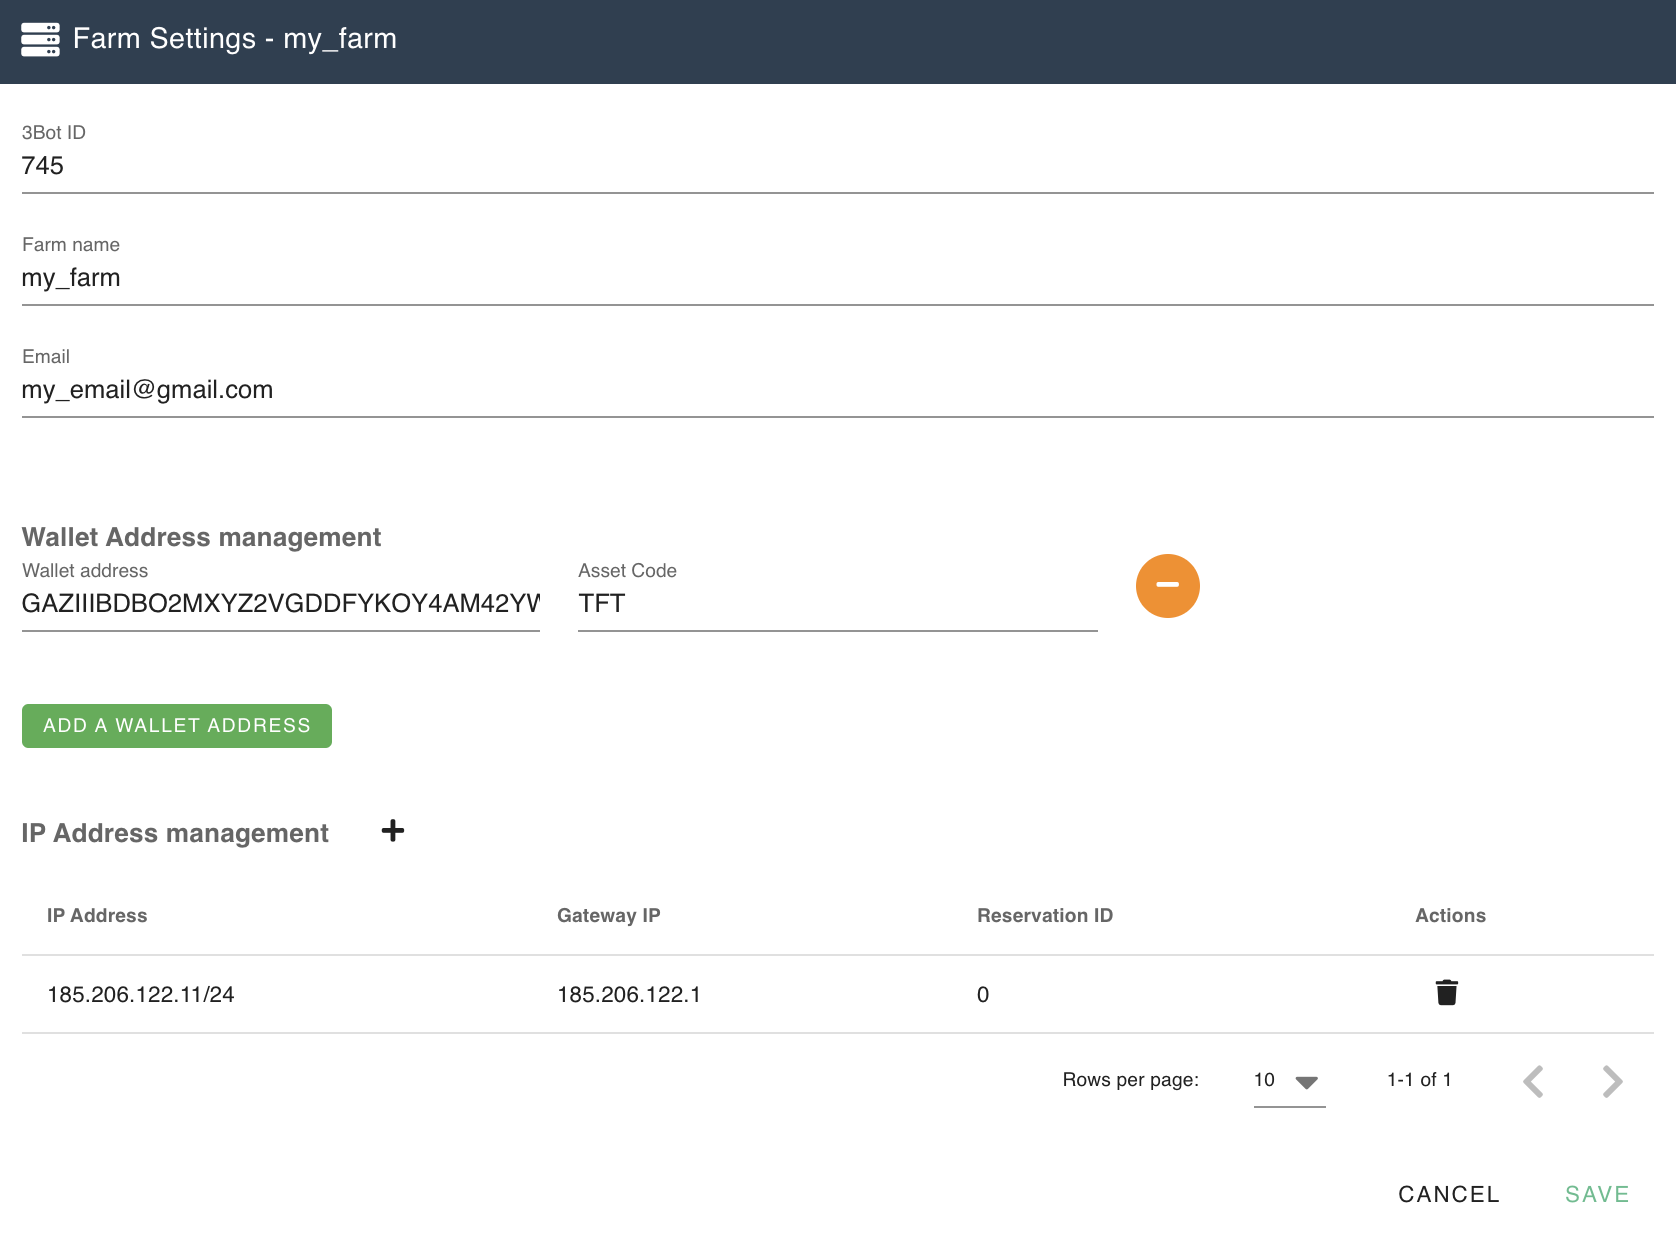 Farm Settings - my_farm
3Bot ID
745
Farm name
my_farm
Email
my_email@gmail.com
Wallet Address management
Wallet address Asset Code
GAZIIIBDBO2MXYZ2VGDDFYKOY4AM42YW TFT
ADD A WALLET ADDRESS
IP Address management
IP Address Gateway IP Reservation ID Actions
185.206.122.11/24 185.206.122.1 0
Rows per page: 10 1-1 of 1
CANCEL SAVE